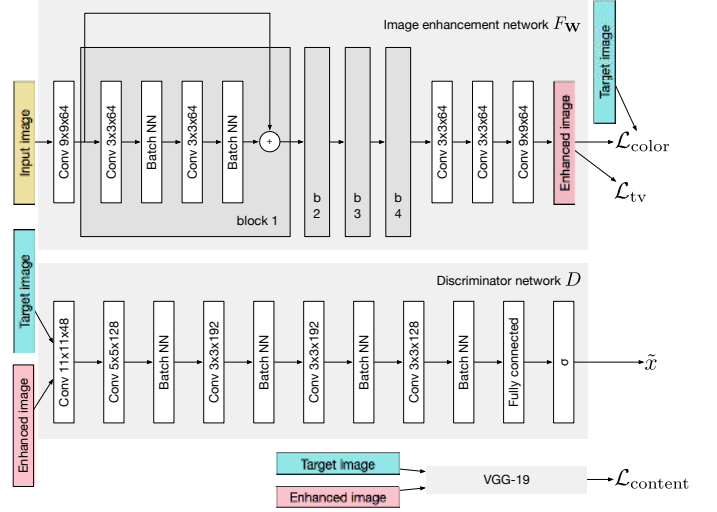 Image enhancement network F_W
Target image
Input image
Conv 9x9x64
Conv 3x3x64
Batch NN
Conv 3x3x64
Batch NN
+
block 1
b
2
b
3
b
4
Conv 3x3x64
Conv 3x3x64
Conv 9x9x64
Enhanced image
ℒ_color
ℒ_tv
Discriminator network D
Target image
Enhanced image
Conv 11x11x48
Conv 5x5x128
Batch NN
Conv 3x3x192
Batch NN
Conv 3x3x192
Batch NN
Conv 3x3x128
Batch NN
Fully connected
σ
x̃
Target image
Enhanced image
VGG-19
ℒ_content